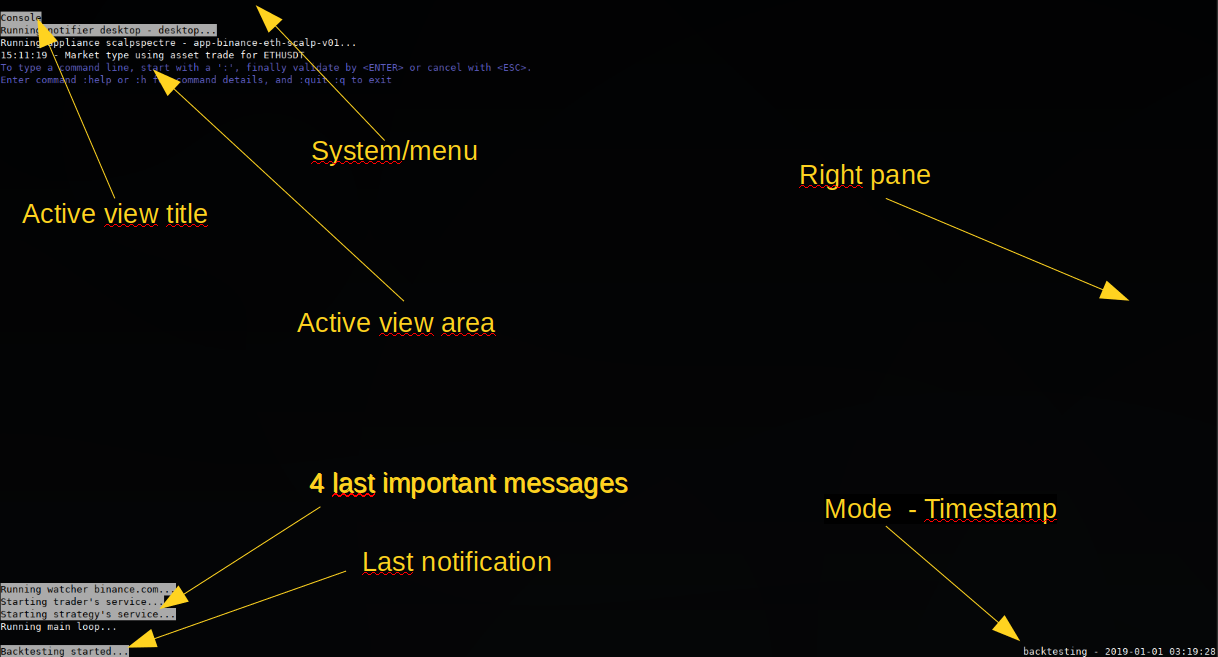 Console
Running notifier desktop - desktop...
Running appliance scalpspectre - app-binance-eth-scalp-v01...
15:11:19 - Market type using asset trade for ETHUSDT
To type a command line, start with a ':', finally validate by <ENTER> or cancel with <ESC>.
Enter command :help or :h for command details, and :quit :q to exit
System/menu
Right pane
Active view title
Active view area
4 last important messages
Mode - Timestamp
Last notification
Running watcher binance.com...
Starting trader's service...
Starting strategy's service...
Running main loop...
Backtesting started...
backtesting - 2019-01-01 03:19:28